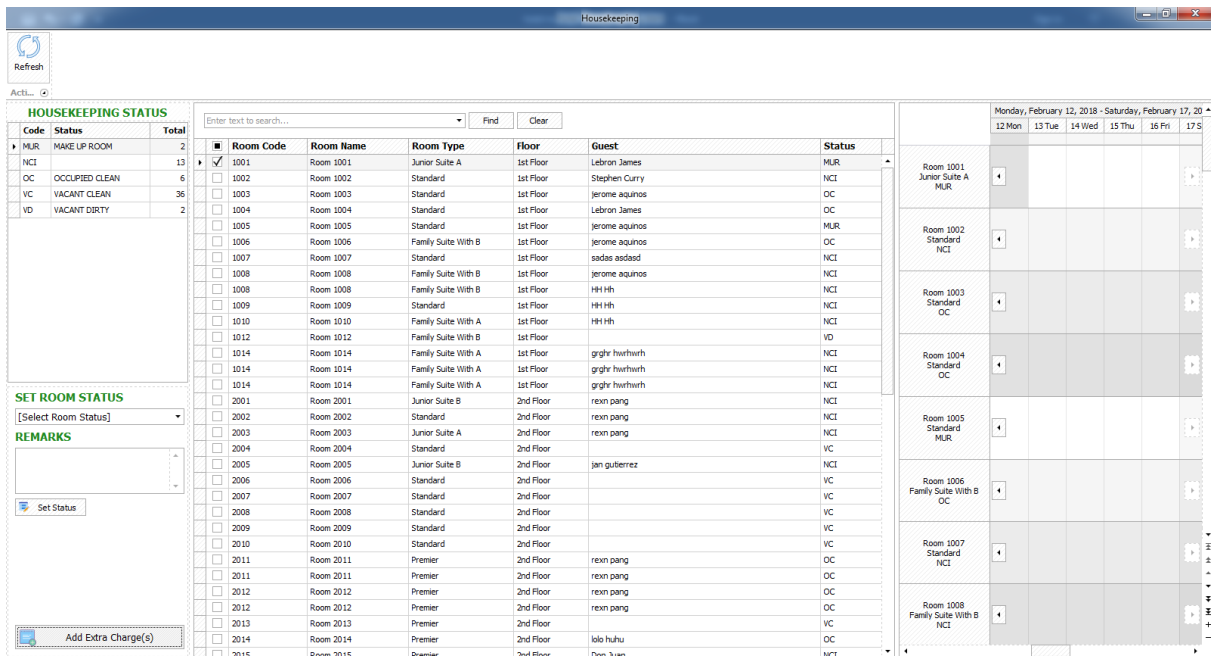 Housekeeping
Refresh
Acti...
HOUSEKEEPING STATUS
Code Status Total
MUR MAKE UP ROOM 2
NCI 13
OC OCCUPIED CLEAN 6
VC VACANT CLEAN 36
VD VACANT DIRTY 2
SET ROOM STATUS
[Select Room Status]
REMARKS
Set Status
Add Extra Charge(s)
Enter text to search... Find Clear
Room Code Room Name Room Type Floor Guest Status
1001 Room 1001 Junior Suite A 1st Floor Lebron James MUR
1002 Room 1002 Standard 1st Floor Stephen Curry NCI
1003 Room 1003 Standard 1st Floor jerome aquinos OC
1004 Room 1004 Standard 1st Floor Lebron James OC
1005 Room 1005 Standard 1st Floor jerome aquinos MUR
1006 Room 1006 Family Suite With B 1st Floor jerome aquinos OC
1007 Room 1007 Standard 1st Floor sadas asdasd NCI
1008 Room 1008 Family Suite With B 1st Floor jerome aquinos NCI
1008 Room 1008 Family Suite With B 1st Floor HH Hh NCI
1009 Room 1009 Standard 1st Floor HH Hh NCI
1010 Room 1010 Family Suite With A 1st Floor HH Hh NCI
1012 Room 1012 Family Suite With B 1st Floor VD
1014 Room 1014 Family Suite With A 1st Floor grghr hwrhwrh NCI
1014 Room 1014 Family Suite With A 1st Floor grghr hwrhwrh NCI
1014 Room 1014 Family Suite With A 1st Floor grghr hwrhwrh NCI
2001 Room 2001 Junior Suite B 2nd Floor rexn pang NCI
2002 Room 2002 Standard 2nd Floor rexn pang NCI
2003 Room 2003 Junior Suite A 2nd Floor rexn pang NCI
2004 Room 2004 Standard 2nd Floor VC
2005 Room 2005 Junior Suite B 2nd Floor jan gutierrez NCI
2006 Room 2006 Standard 2nd Floor VC
2007 Room 2007 Standard 2nd Floor VC
2008 Room 2008 Standard 2nd Floor VC
2009 Room 2009 Standard 2nd Floor VC
2010 Room 2010 Standard 2nd Floor VC
2011 Room 2011 Premier 2nd Floor rexn pang OC
2011 Room 2011 Premier 2nd Floor rexn pang OC
2012 Room 2012 Premier 2nd Floor rexn pang OC
2012 Room 2012 Premier 2nd Floor rexn pang OC
2013 Room 2013 Premier 2nd Floor VC
2014 Room 2014 Premier 2nd Floor lolo huhu OC
2015 Room 2015 Premier 2nd Floor Don Juan NCI
Monday, February 12, 2018 - Saturday, February 17, 20
12 Mon 13 Tue 14 Wed 15 Thu 16 Fri 17 S
Room 1001
Junior Suite A
MUR
Room 1002
Standard
NCI
Room 1003
Standard
OC
Room 1004
Standard
OC
Room 1005
Standard
MUR
Room 1006
Family Suite With B
OC
Room 1007
Standard
NCI
Room 1008
Family Suite With B
NCI